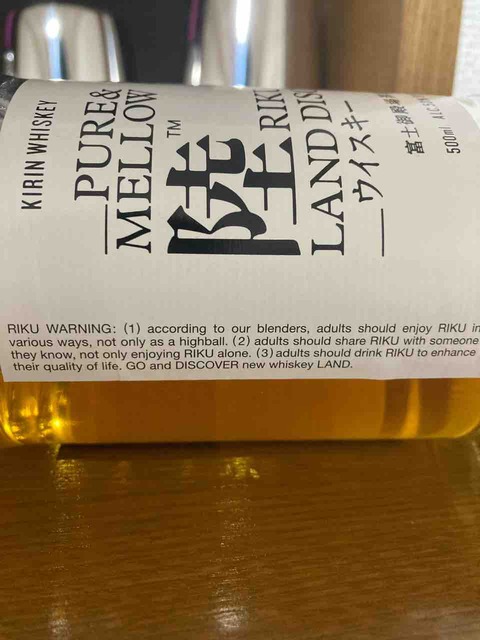 KIRIN WHISKEY
PURE&
MELLOW™
陸
RIKU
LAND
ウイスキー
富士御殿場
500ml
RIKU WARNING: (1) according to our blenders, adults should enjoy RIKU in
various ways, not only as a highball. (2) adults should share RIKU with someone
they know, not only enjoying RIKU alone. (3) adults should drink RIKU to enhance
their quality of life. GO and DISCOVER new whiskey LAND.